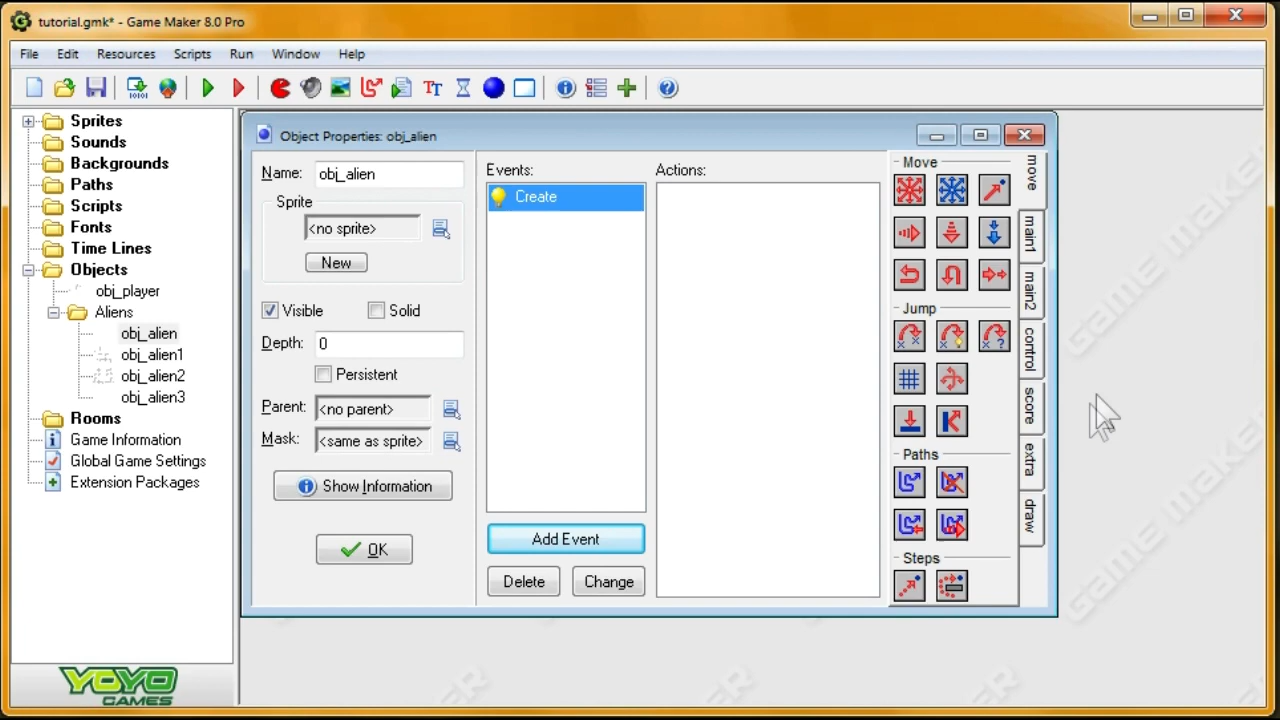 tutorial.gmk* - Game Maker 8.0 Pro
File Edit Resources Scripts Run Window Help
Sprites
Sounds
Backgrounds
Paths
Scripts
Fonts
Time Lines
Objects
obj_player
Aliens
obj_alien
obj_alien1
obj_alien2
obj_alien3
Rooms
Game Information
Global Game Settings
Extension Packages
YOYO
GAMES
Object Properties: obj_alien
Name: obj_alien
Sprite
<no sprite>
New
Visible Solid
Depth: 0
Persistent
Parent: <no parent>
Mask: <same as sprite>
Show Information
OK
Events:
Create
Add Event
Delete Change
Actions:
Move
Jump
Paths
Steps
move
main1
main2
control
score
extra
draw
GAME MAKER
GAME MAKER